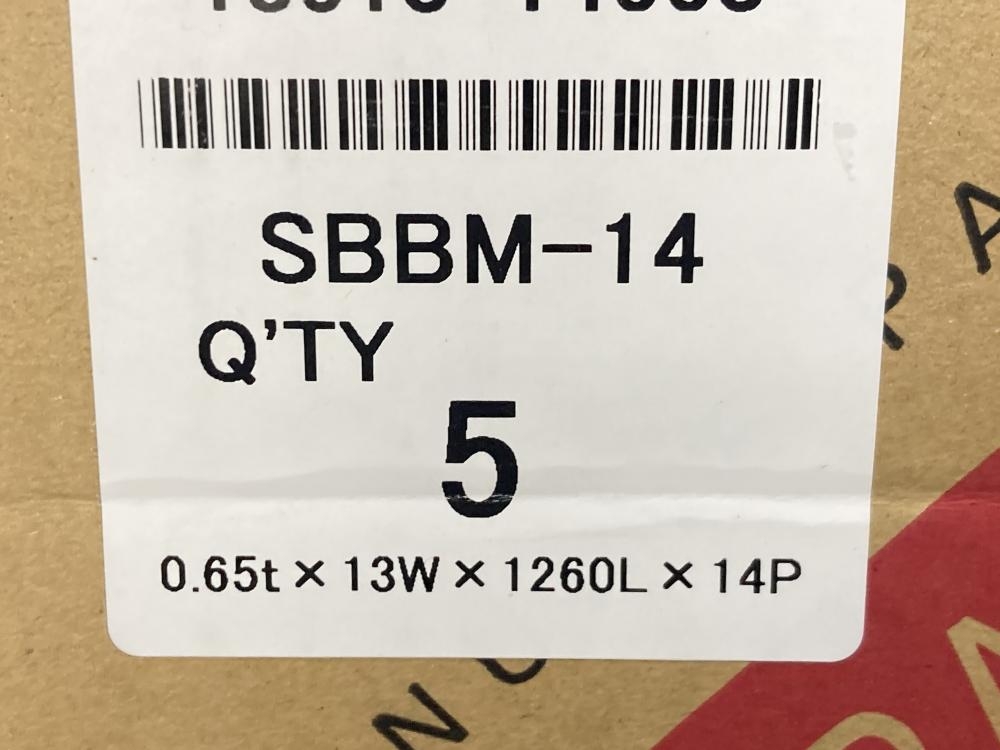 SBBM-14
Q'TY
5
0.65t × 13W × 1260L × 14P